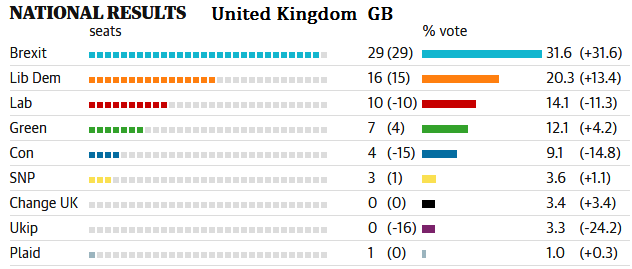 NATIONAL RESULTS United Kingdom GB
seats % vote
Brexit 29 (29) 31.6 (+31.6)
Lib Dem 16 (15) 20.3 (+13.4)
Lab 10 (-10) 14.1 (-11.3)
Green 7 (4) 12.1 (+4.2)
Con 4 (-15) 9.1 (-14.8)
SNP 3 (1) 3.6 (+1.1)
Change UK 0 (0) 3.4 (+3.4)
Ukip 0 (-16) 3.3 (-24.2)
Plaid 1 (0) 1.0 (+0.3)